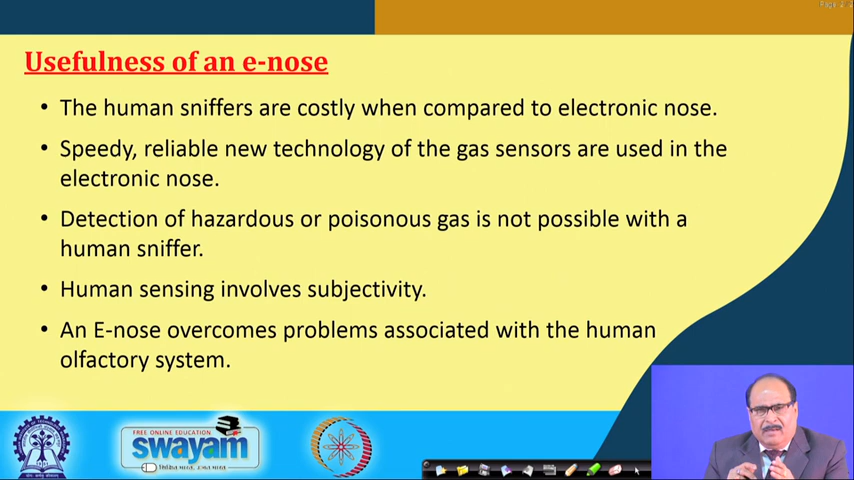 Usefulness of an e-nose
• The human sniffers are costly when compared to electronic nose.
• Speedy, reliable new technology of the gas sensors are used in the
electronic nose.
• Detection of hazardous or poisonous gas is not possible with a
human sniffer.
• Human sensing involves subjectivity.
• An E-nose overcomes problems associated with the human
olfactory system.
FREE ONLINE EDUCATION
swayam